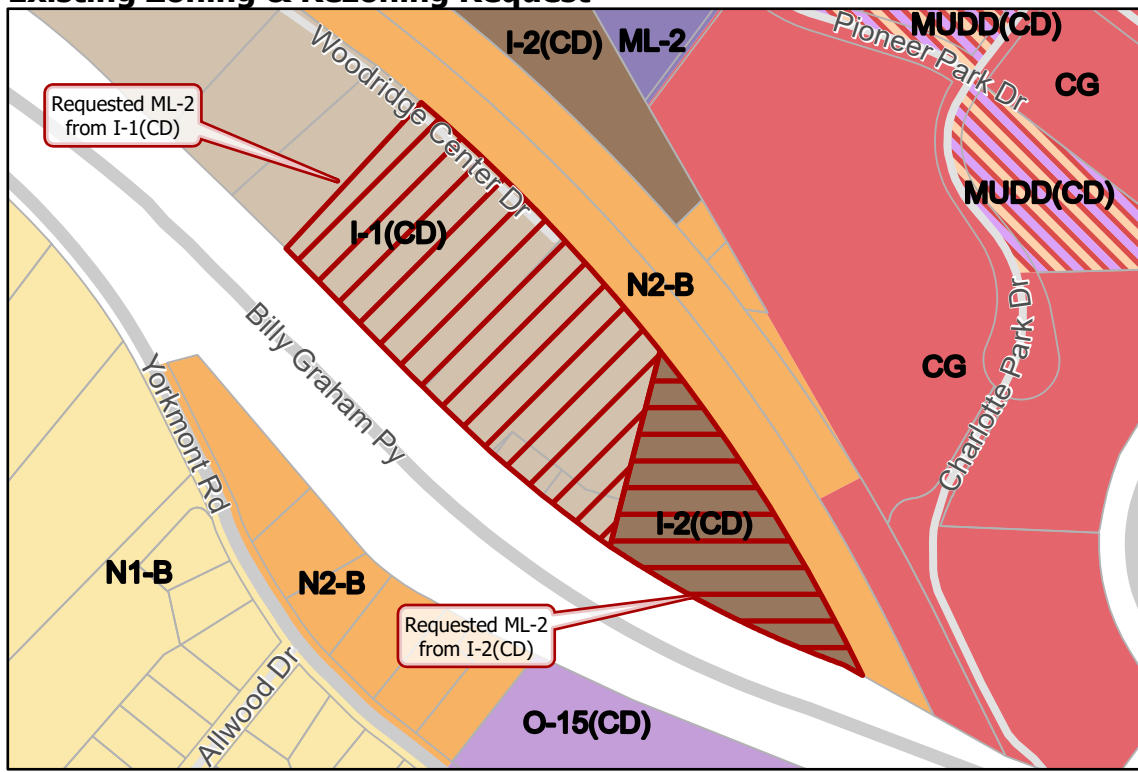 Existing Zoning & Rezoning Request
I-2(CD)
ML-2
MUDD(CD)
Pioneer Park Dr
CG
Woodridge Center Dr
Requested ML-2
from I-1(CD)
MUDD(CD)
I-1(CD)
N2-B
Billy Graham Py
Charlotte Park Dr
CG
Yorkmont Rd
I-2(CD)
N1-B
N2-B
Requested ML-2
from I-2(CD)
Allwood Dr
O-15(CD)